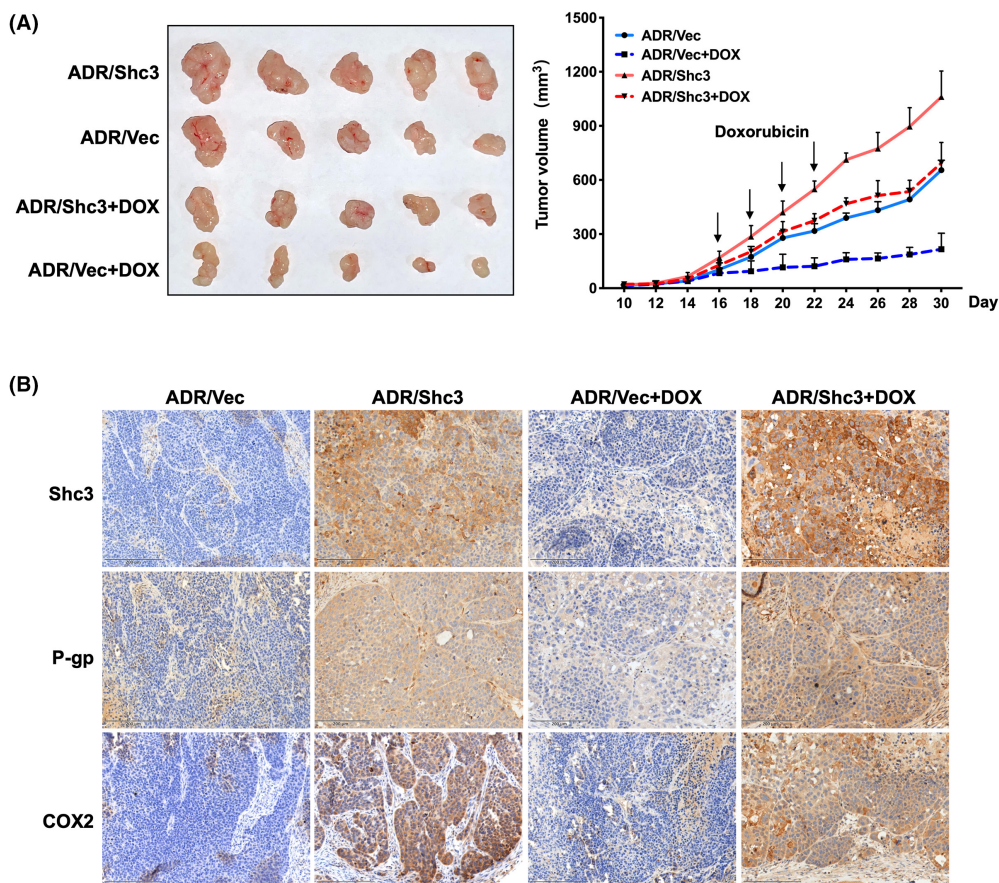 (A)
ADR/Shc3
ADR/Vec
ADR/Shc3+DOX
ADR/Vec+DOX
Tumor volume (mm³)
1500
1200
900
600
300
0
ADR/Vec
ADR/Vec+DOX
ADR/Shc3
ADR/Shc3+DOX
Doxorubicin
10 12 14 16 18 20 22 24 26 28 30 Day
(B)
ADR/Vec ADR/Shc3 ADR/Vec+DOX ADR/Shc3+DOX
Shc3
P-gp
COX2